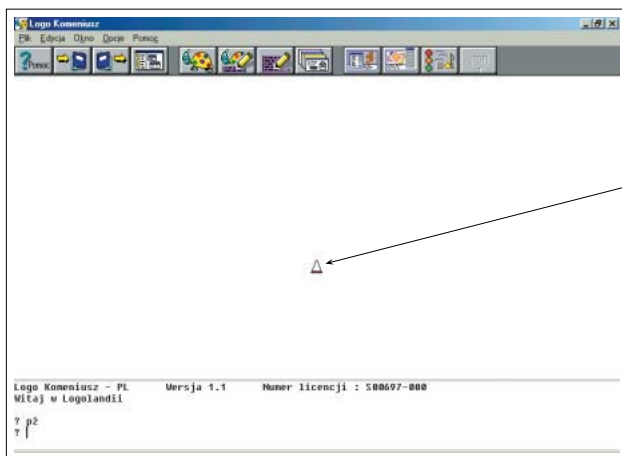 Logo Komeniusz
Plik Edycja Okno Opcje Pomoc
Pomoc
Logo Komeniusz - PL Wersja 1.1 Numer licencji : S00697-000
Witaj w Logolandii
? pż
?